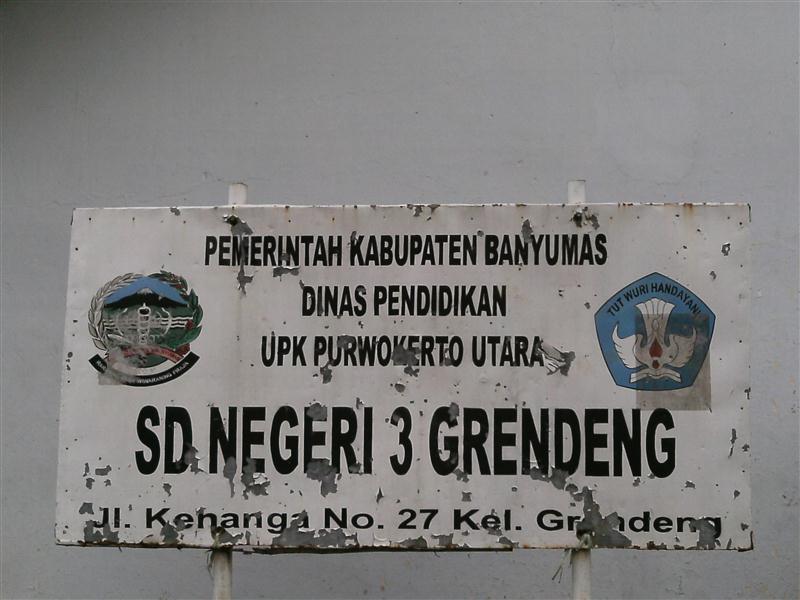 PEMERINTAH KABUPATEN BANYUMAS
DINAS PENDIDIKAN
UPK PURWOKERTO UTARA
TUT WURI HANDAYANI
SD NEGERI 3 GRENDENG
Jl. Kenanga No. 27 Kel. Grendeng